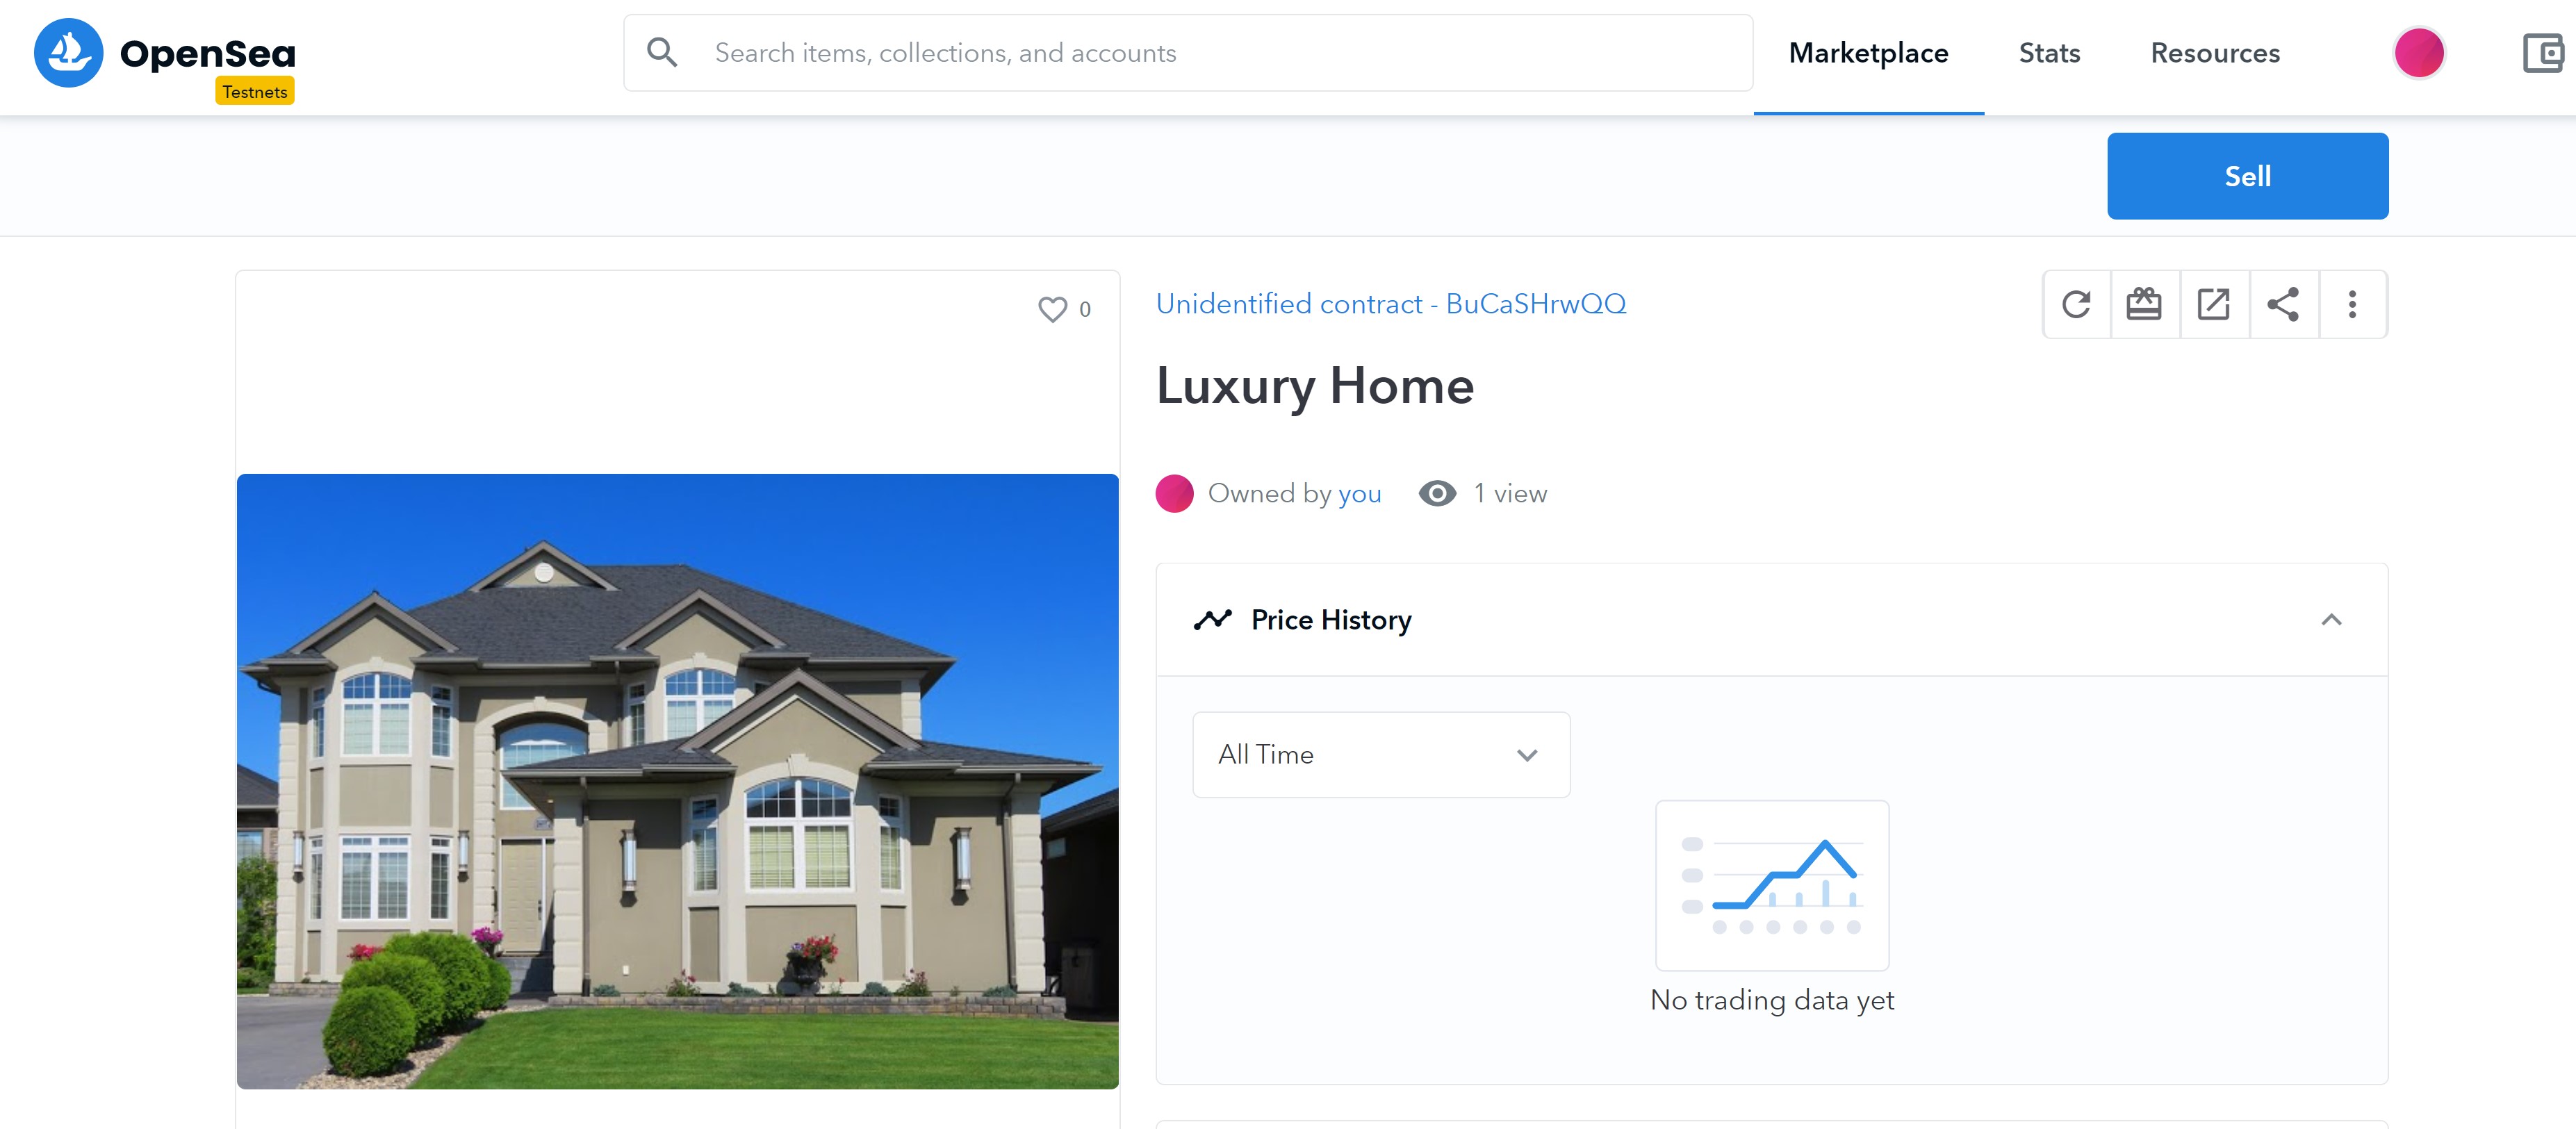 OpenSea
Testnets
Search items, collections, and accounts
Marketplace
Stats
Resources
Sell
0
Unidentified contract - BuCaSHrwQQ
Luxury Home
Owned by you
1 view
Price History
All Time
No trading data yet